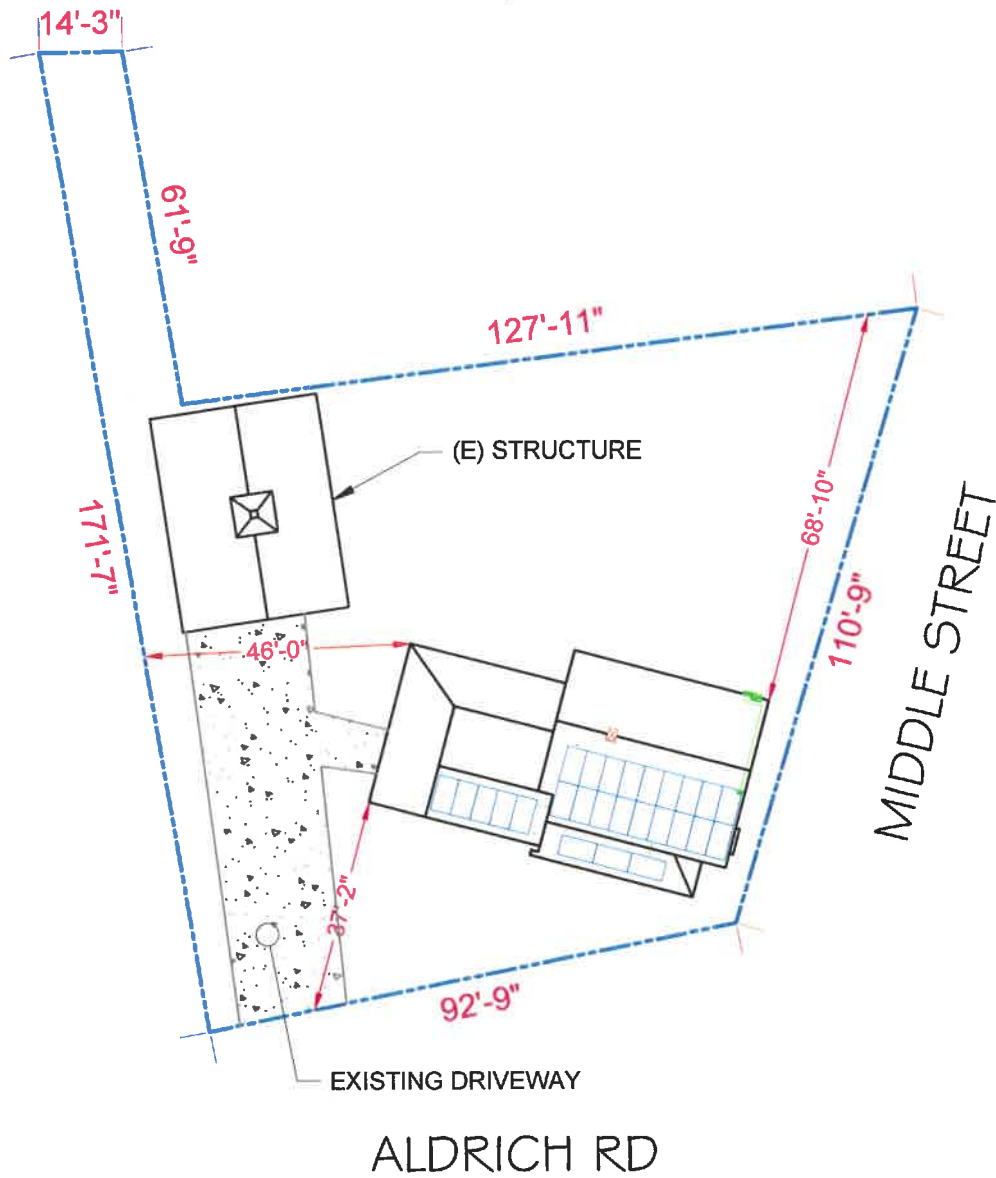 14'-3"
61'-9"
127'-11"
(E) STRUCTURE
68'-10"
171'-7"
110'-9"
MIDDLE STREET
46'-0"
37'-2"
92'-9"
EXISTING DRIVEWAY
ALDRICH RD